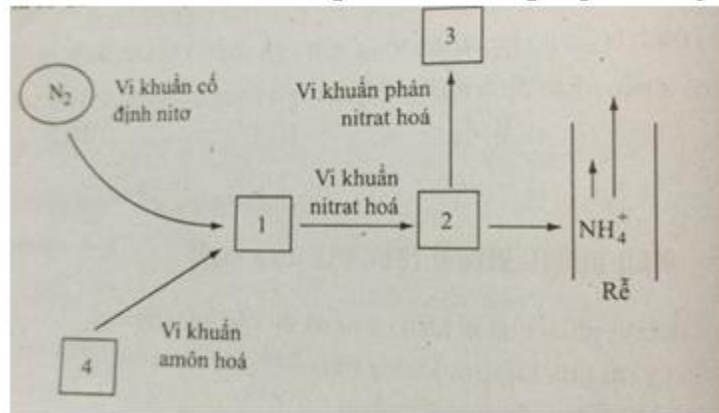 3
N₂
Vi khuẩn cố
định nitơ
Vi khuẩn phản
nitrat hoá
Vi khuẩn
nitrat hoá
1
2
NH₄⁺
Rễ
4
Vi khuẩn
amôn hoá